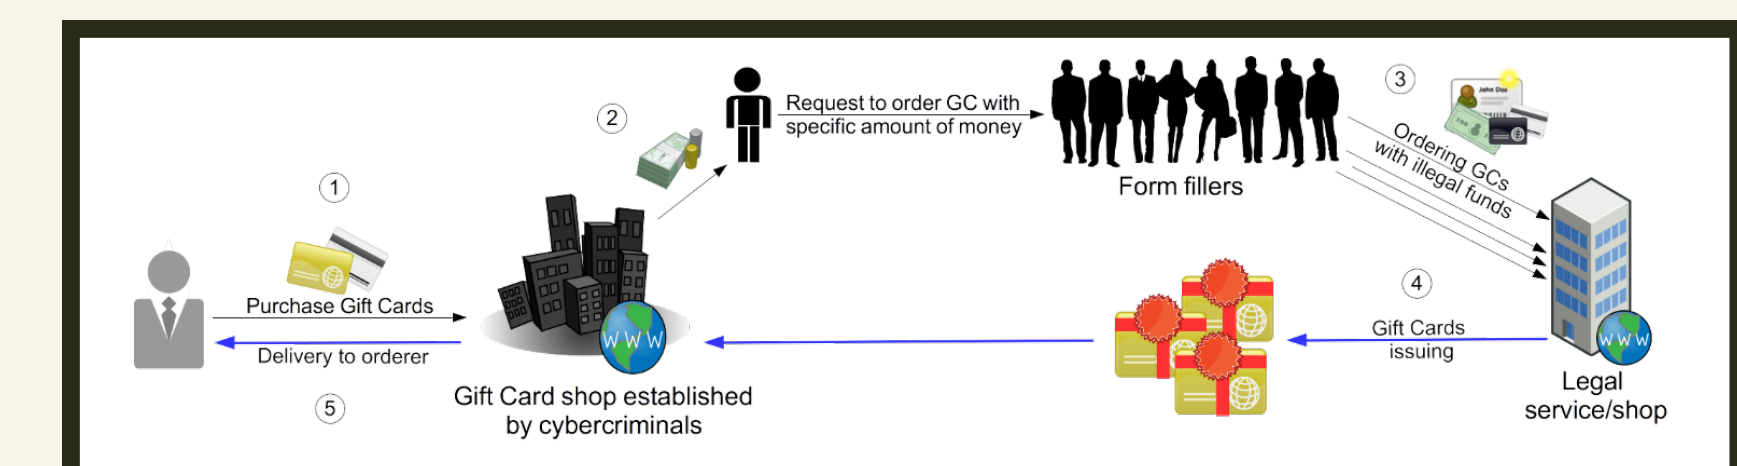 1
Purchase Gift Cards
Delivery to orderer
5
WWW
Gift Card shop established
by cybercriminals
2
Request to order GC with
specific amount of money
Form fillers
3
John Doe
Ordering GCs
with illegal funds
4
Gift Cards
issuing
WWW
Legal
service/shop